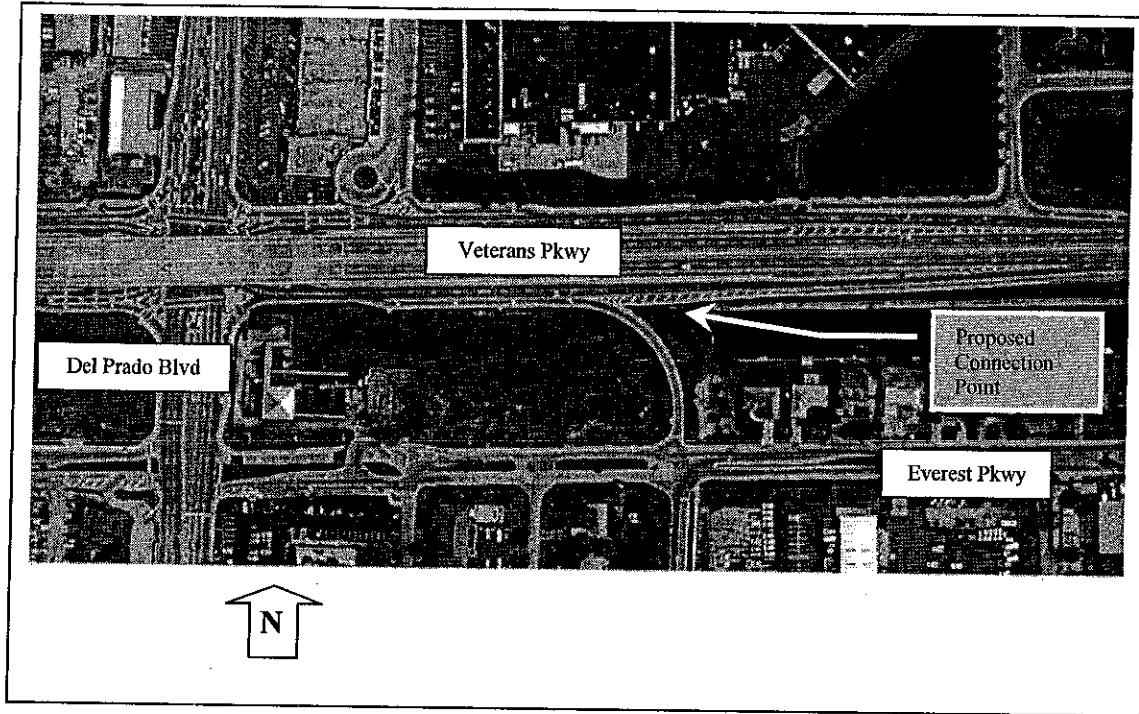 Veterans Pkwy
Del Prado Blvd
Proposed
Connection
Point
Everest Pkwy
N